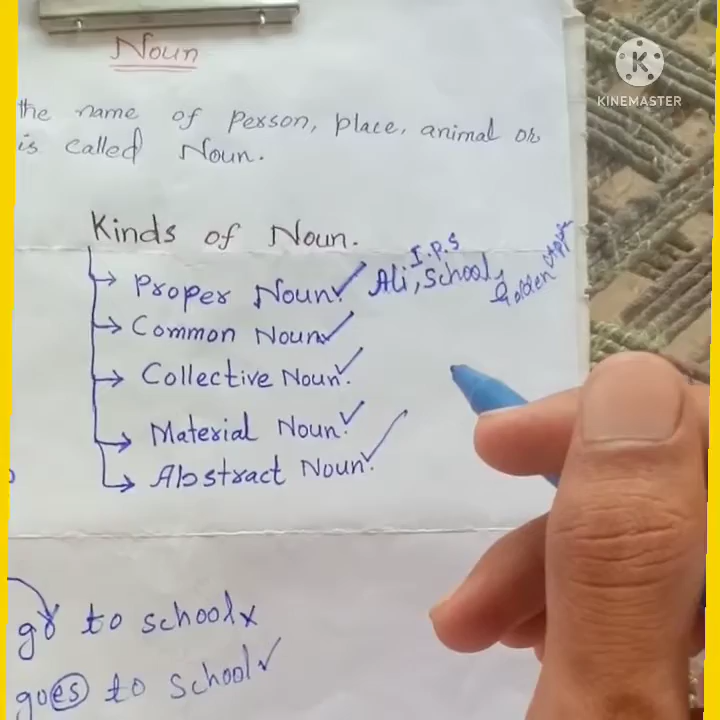 Noun
the name of person, place, animal or
is called Noun.
Kinds of Noun.
I.P.S
Proper Noun. Ali, School, Golden
Common Noun
Collective Noun.
Material Noun.
Abstract Noun.
go to school x
goes to school
K
KINEMASTER